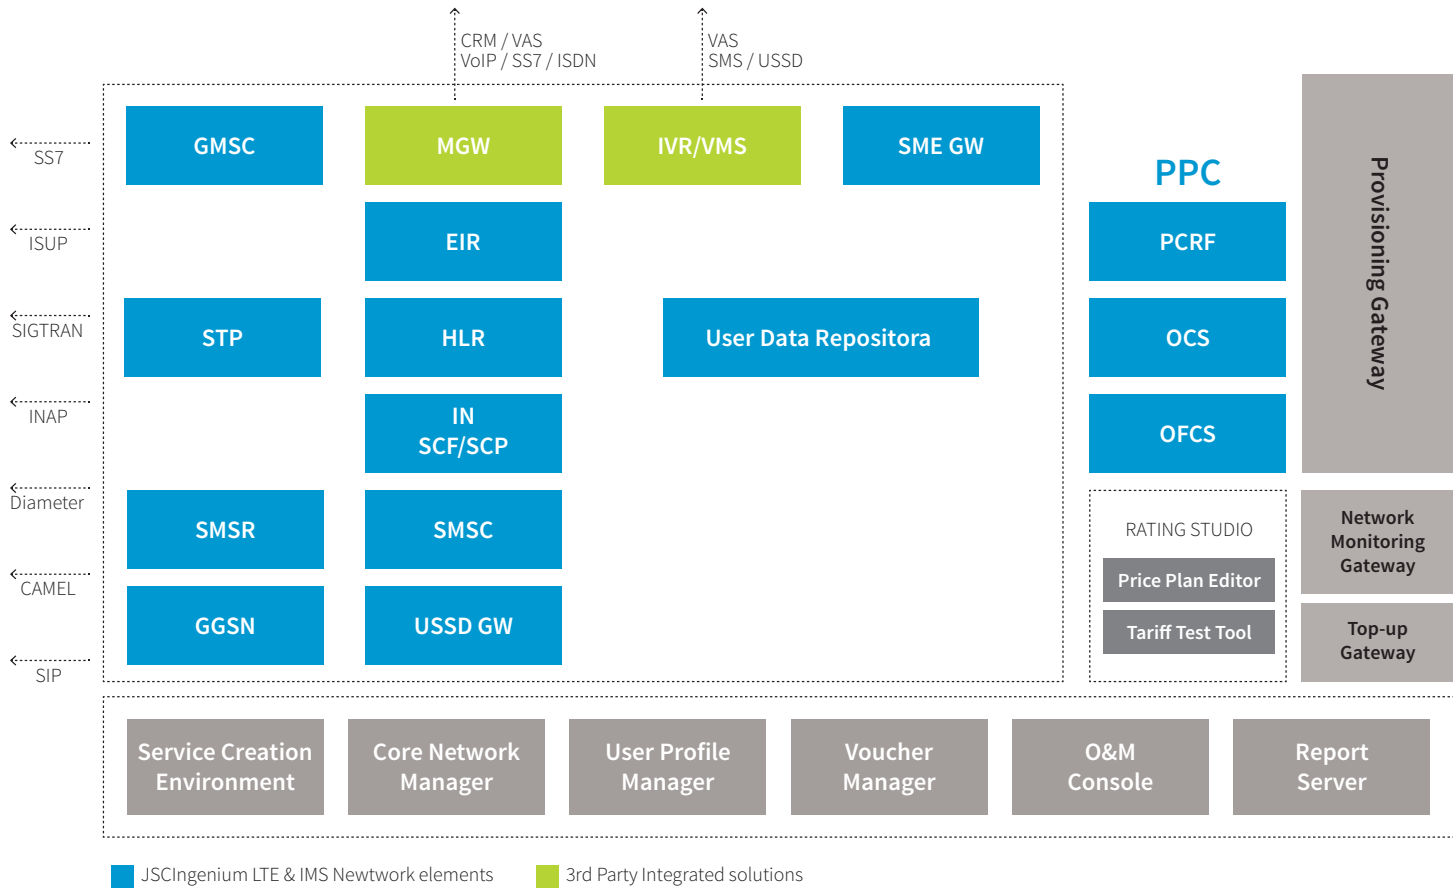 CRM / VAS
VoIP / SS7 / ISDN
VAS
SMS / USSD
SS7
ISUP
SIGTRAN
INAP
Diameter
CAMEL
SIP
GMSC
MGW
IVR/VMS
SME GW
EIR
STP
HLR
User Data Repositora
IN
SCF/SCP
SMSR
SMSC
GGSN
USSD GW
PPC
PCRF
OCS
OFCS
RATING STUDIO
Price Plan Editor
Tariff Test Tool
Provisioning Gateway
Network
Monitoring
Gateway
Top-up
Gateway
Service Creation
Environment
Core Network
Manager
User Profile
Manager
Voucher
Manager
O&M
Console
Report
Server
JSCIngenium LTE & IMS Newtwork elements
3rd Party Integrated solutions